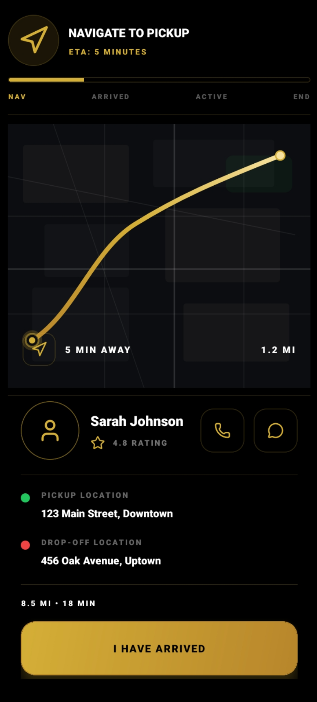 NAVIGATE TO PICKUP
ETA: 5 MINUTES
NAV ARRIVED ACTIVE END
5 MIN AWAY 1.2 MI
Sarah Johnson
4.8 RATING
PICKUP LOCATION
123 Main Street, Downtown
DROP-OFF LOCATION
456 Oak Avenue, Uptown
8.5 MI • 18 MIN
I HAVE ARRIVED